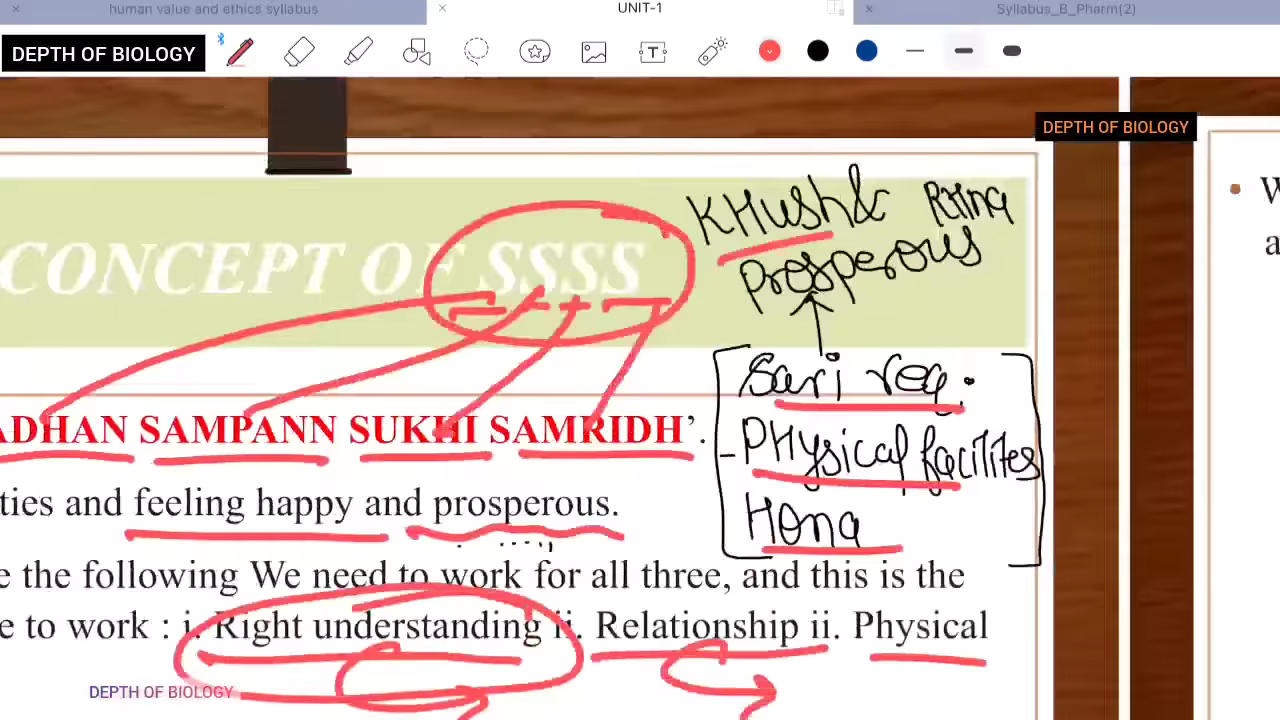 human value and ethics syllabus
UNIT-1
Syllabus_B_Pharm(2)
DEPTH OF BIOLOGY
DEPTH OF BIOLOGY
KHush& RHna
prosperous
CONCEPT OF SSSS
Sari req.
ADHAN SAMPANN SUKHI SAMRIDH’.
PHysical facilites
ties and feeling happy and prosperous.
Hona
e the following We need to work for all three, and this is the
e to work : i. Right understanding ii. Relationship ii. Physical
DEPTH OF BIOLOGY
W
a